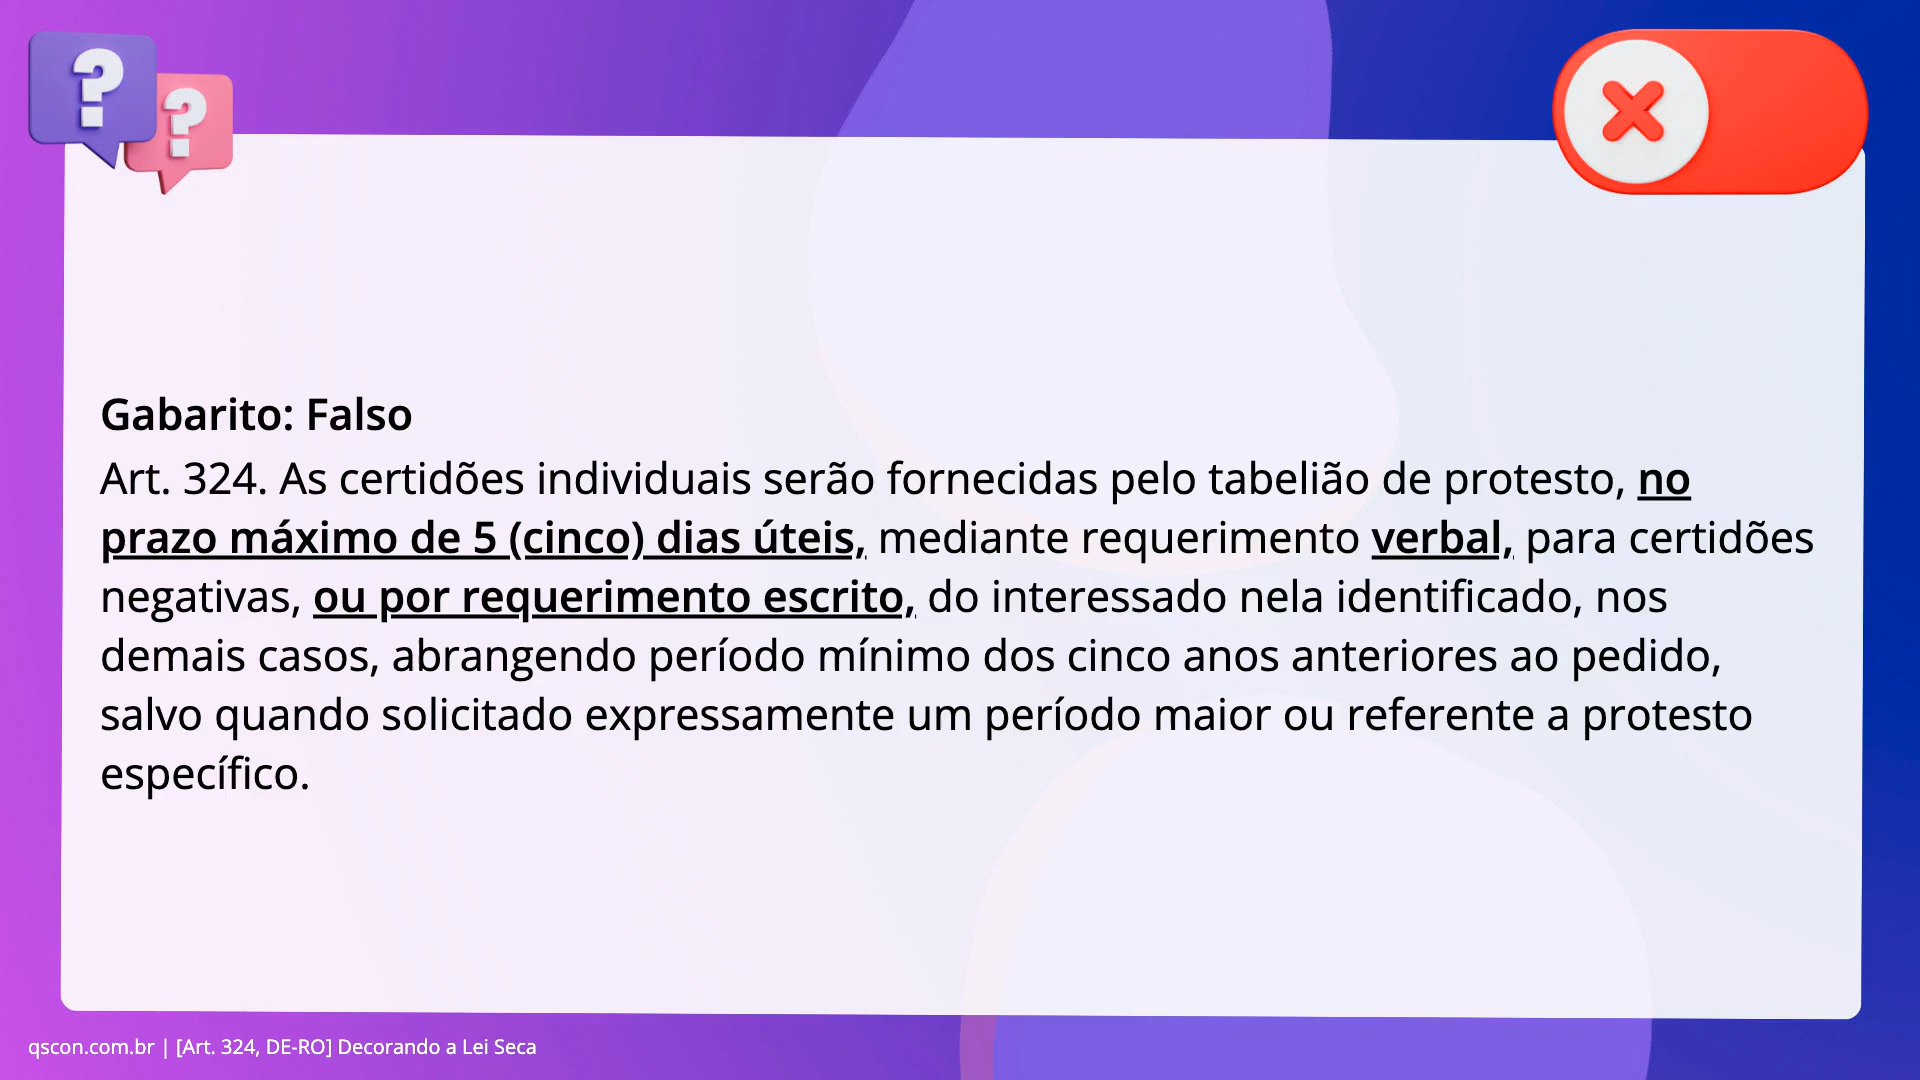 ?
?
Gabarito: Falso
Art. 324. As certidões individuais serão fornecidas pelo tabelião de protesto, no
prazo máximo de 5 (cinco) dias úteis, mediante requerimento verbal, para certidões
negativas, ou por requerimento escrito, do interessado nela identificado, nos
demais casos, abrangendo período mínimo dos cinco anos anteriores ao pedido,
salvo quando solicitado expressamente um período maior ou referente a protesto
específico.
qscon.com.br | [Art. 324, DE-RO] Decorando a Lei Seca